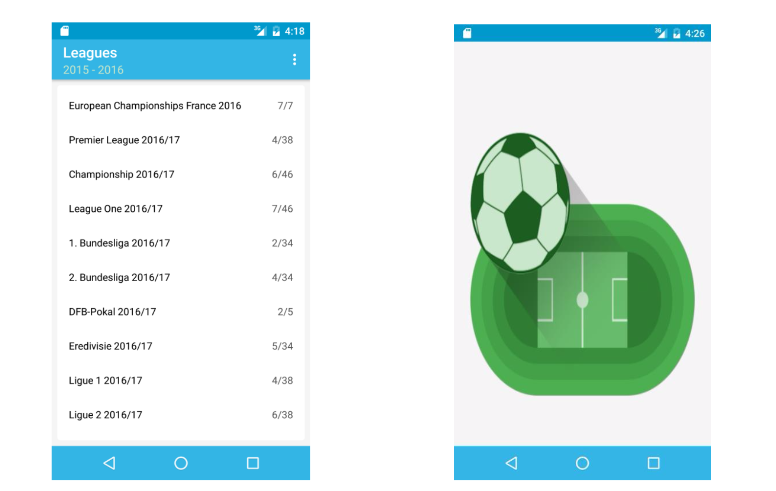 3G 4:18
Leagues
2015 - 2016
European Championships France 2016 7/7
Premier League 2016/17 4/38
Championship 2016/17 6/46
League One 2016/17 7/46
1. Bundesliga 2016/17 2/34
2. Bundesliga 2016/17 4/34
DFB-Pokal 2016/17 2/5
Eredivisie 2016/17 5/34
Ligue 1 2016/17 4/38
Ligue 2 2016/17 6/38
3G 4:26